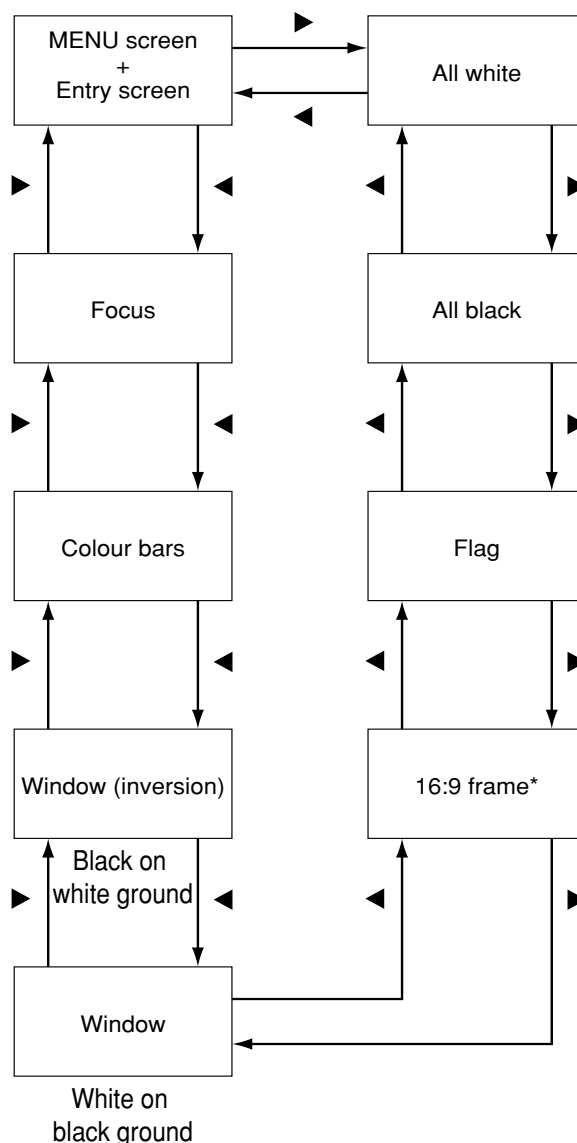 MENU screen
+
Entry screen
All white
Focus
All black
Colour bars
Flag
Window (inversion)
16:9 frame*
Black on
white ground
Window
White on
black ground